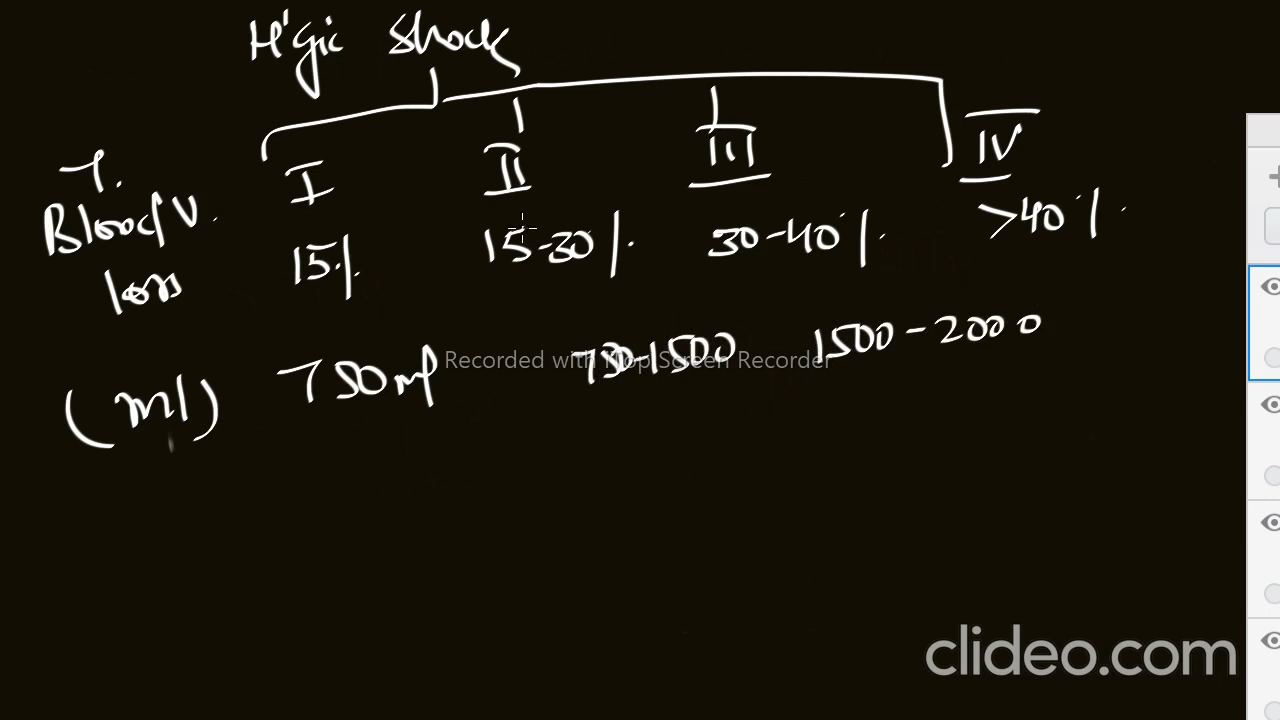 H'gic Shock
I II III IV
%. Blood V. loss 15% 15-30% 30-40% >40%
(ml) 750ml 750-1500 1500-2000
Recorded with iTop Screen Recorder
clideo.com